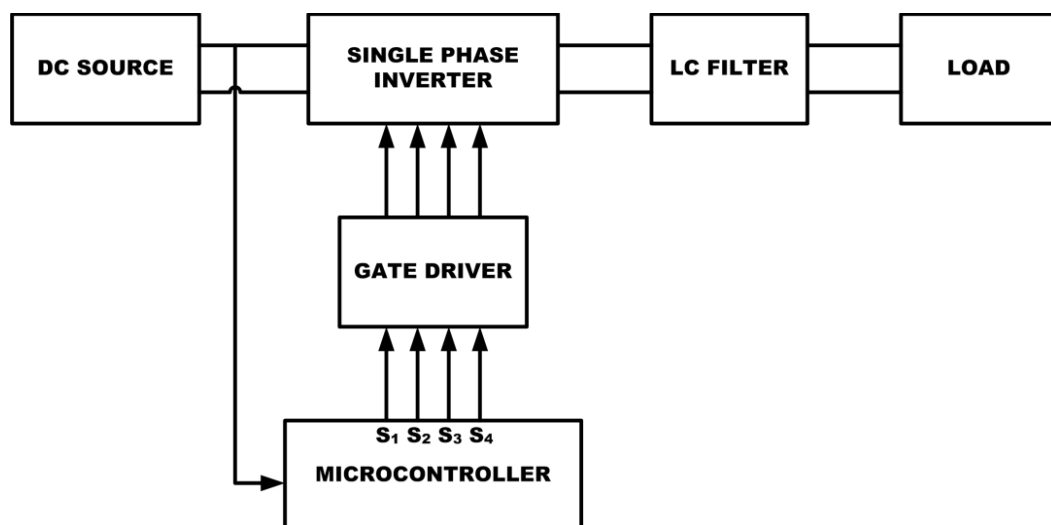 DC SOURCE
SINGLE PHASE
INVERTER
LC FILTER
LOAD
GATE DRIVER
S₁ S₂ S₃ S₄
MICROCONTROLLER